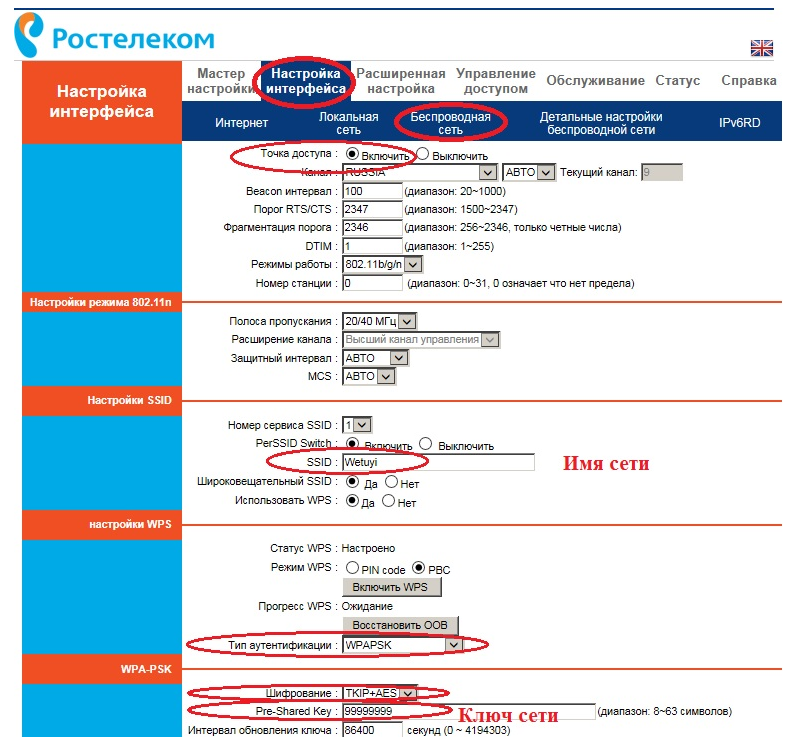 Ростелеком
Настройка интерфейса
Мастер настройки
Настройка интерфейса
Расширенная настройка
Управление доступом
Обслуживание
Статус
Справка
Интернет
Локальная сеть
Беспроводная сеть
Детальные настройки беспроводной сети
IPv6RD
Точка доступа : Включить Выключить
Канал : RUSSIA АВТО Текущий канал: 9
Beacon интервал : 100 (диапазон: 20~1000)
Порог RTS/CTS : 2347 (диапазон: 1500~2347)
Фрагментация порога : 2346 (диапазон: 256~2346, только четные числа)
DTIM : 1 (диапазон: 1~255)
Режимы работы : 802.11b/g/n
Номер станции : 0 (диапазон: 0~31, 0 означает что нет предела)
Настройки режима 802.11n
Полоса пропускания : 20/40 МГц
Расширение канала : Высший канал управления
Защитный интервал : АВТО
MCS : АВТО
Настройки SSID
Номер сервиса SSID : 1
PerSSID Switch : Включить Выключить
SSID : Wetuyi Имя сети
Широковещательный SSID : Да Нет
Использовать WPS : Да Нет
настройки WPS
Статус WPS : Настроено
Режим WPS : PIN code PBC
Включить WPS
Прогресс WPS : Ожидание
Восстановить OOB
Тип аутентификации : WPAPSK
WPA-PSK
Шифрование : TKIP+AES
Pre-Shared Key : 99999999 Ключ сети (диапазон: 8~63 символов)
Интервал обновления ключа : 86400 секунд (0 ~ 4194303)